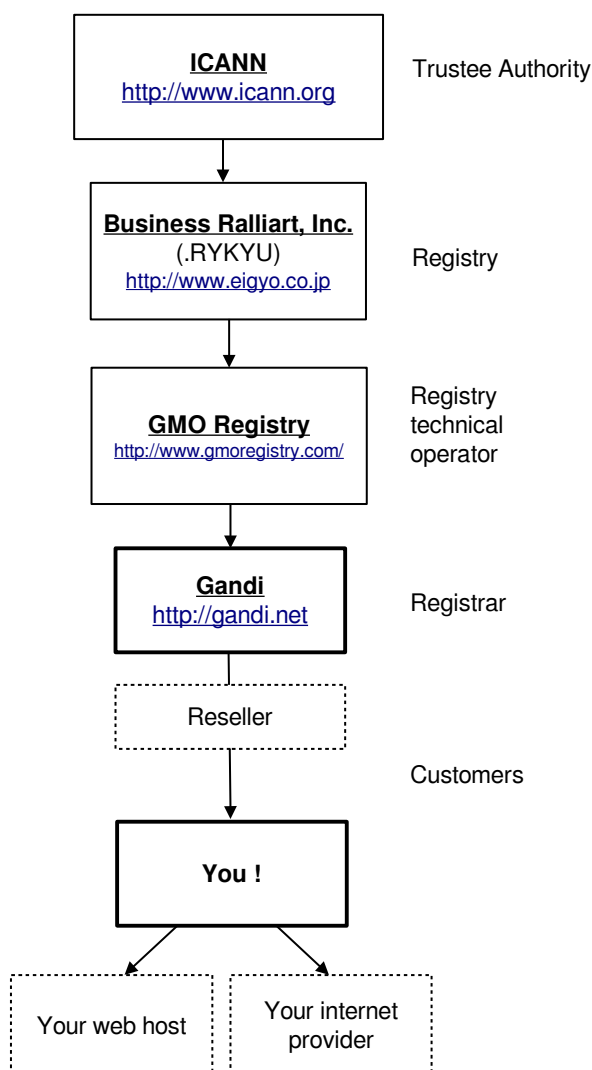 ICANN
http://www.icann.org
Trustee Authority
Business Ralliart, Inc.
(.RYKYU)
http://www.eigyo.co.jp
Registry
GMO Registry
http://www.gmoregistry.com/
Registry
technical
operator
Gandi
http://gandi.net
Registrar
Reseller
Customers
You !
Your web host
Your internet
provider